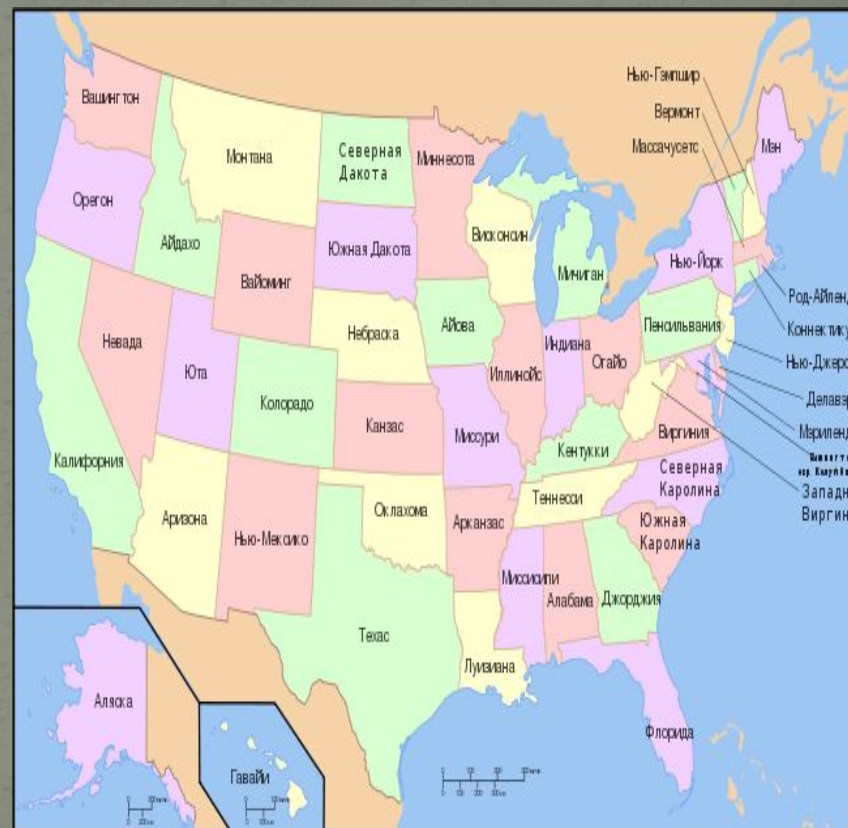 Нью-Гэмпшир
Вермонт
Массачусетс
Мэн
Вашингтон
Монтана
Северная
Дакота
Миннесота
Орегон
Айдахо
Висконсин
Южная Дакота
Вайоминг
Мичиган
Нью-Йорк
Род-Айленд
Невада
Небраска
Айова
Пенсильвания
Коннектику
Юта
Иллинойс
Индиана
Огайо
Нью-Джерс
Колорадо
Канзас
Миссури
Делавэр
Калифорния
Кентукки
Виргиния
Мэриленд
Северная
Каролина
Западн
Виргин
Аризона
Нью-Мексико
Оклахома
Арканзас
Теннесси
Южная
Каролина
Миссисипи
Алабама
Джорджия
Техас
Луизиана
Аляска
Гавайи
Флорида